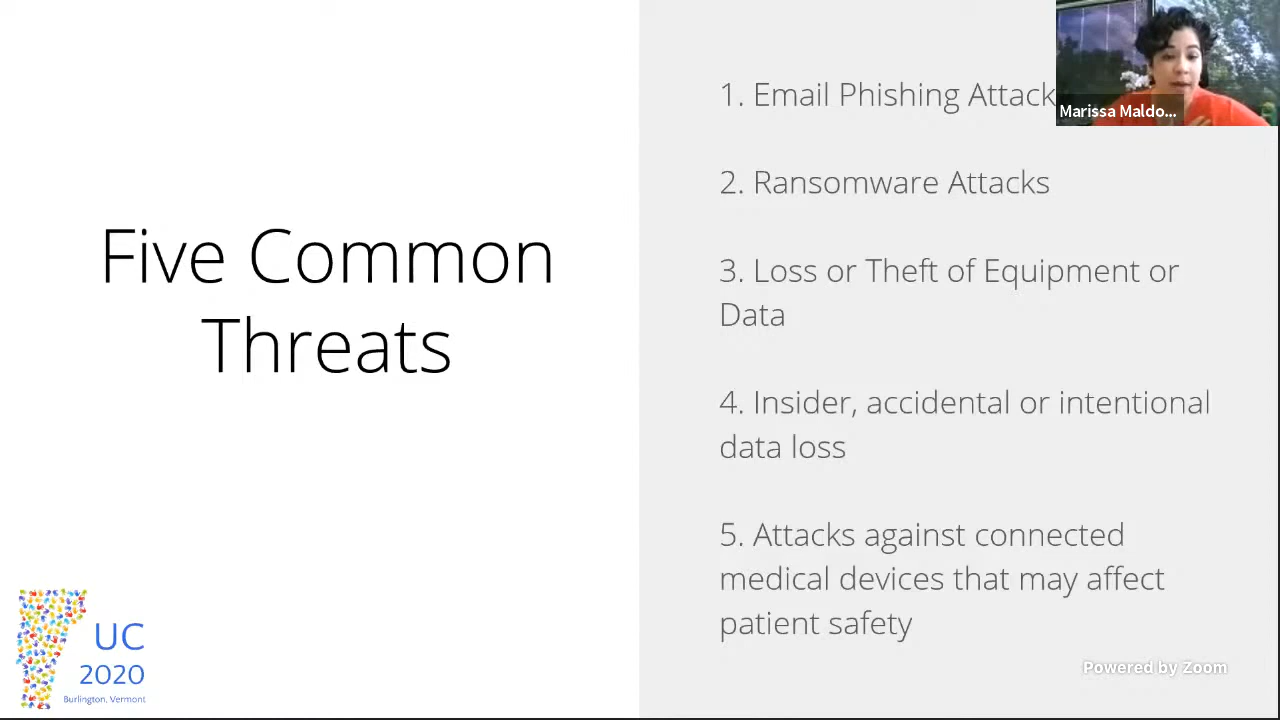 Five Common
Threats
1. Email Phishing Attack
2. Ransomware Attacks
3. Loss or Theft of Equipment or
Data
4. Insider, accidental or intentional
data loss
5. Attacks against connected
medical devices that may affect
patient safety
Marissa Maldo...
UC
2020
Burlington, Vermont
Powered by Zoom